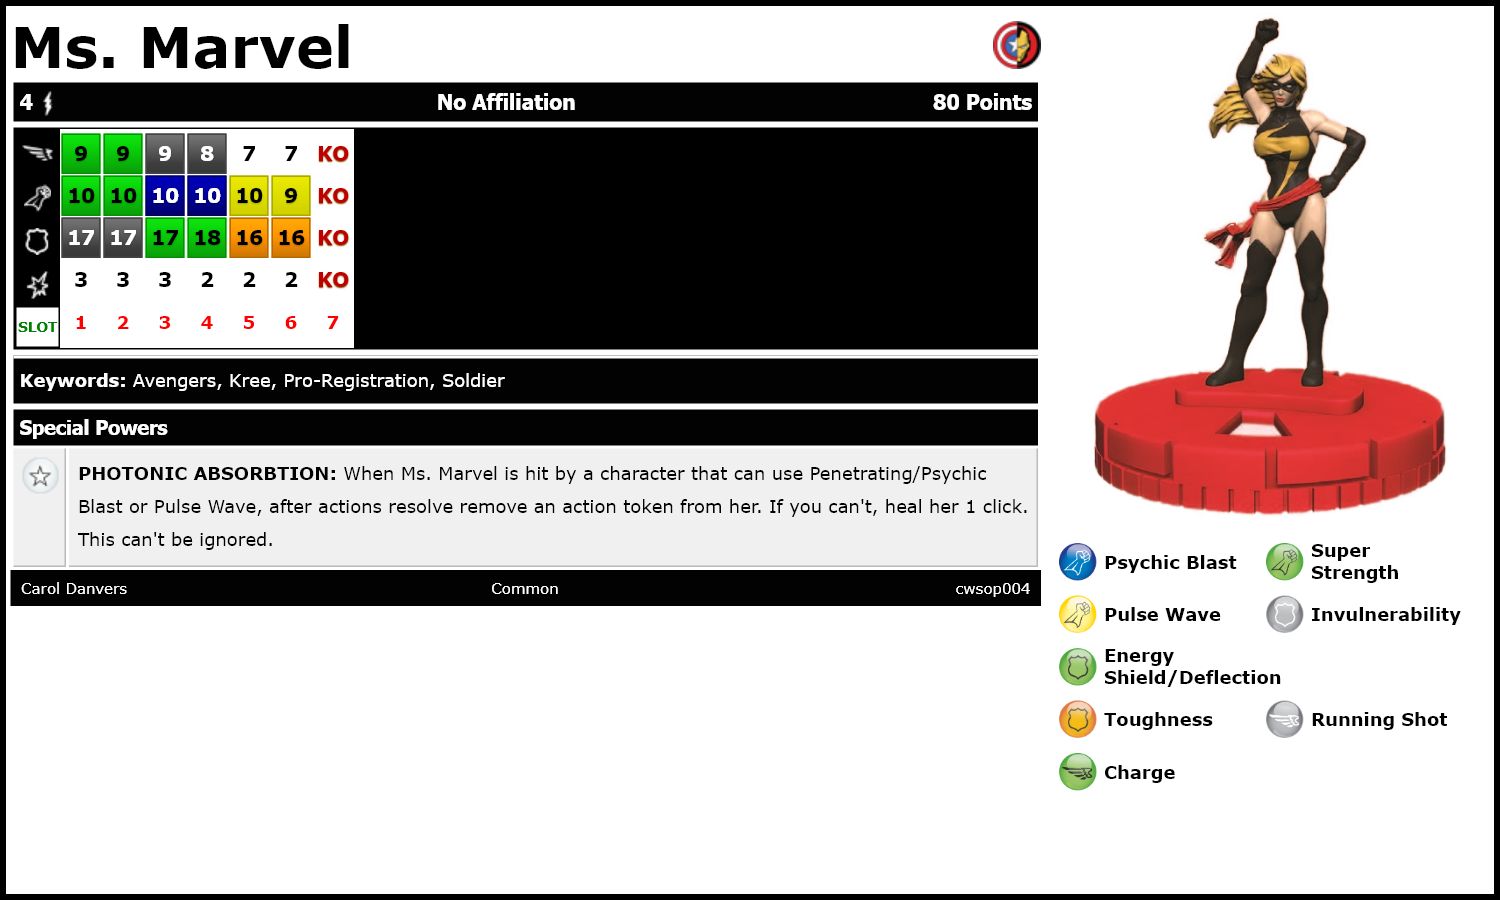 Ms. Marvel
4 No Affiliation 80 Points
9 9 9 8 7 7 KO
10 10 10 10 10 9 KO
17 17 17 18 16 16 KO
3 3 3 2 2 2 KO
SLOT 1 2 3 4 5 6 7
Keywords: Avengers, Kree, Pro-Registration, Soldier
Special Powers
PHOTONIC ABSORBTION: When Ms. Marvel is hit by a character that can use Penetrating/Psychic
Blast or Pulse Wave, after actions resolve remove an action token from her. If you can't, heal her 1 click.
This can't be ignored.
Carol Danvers Common cwsop004
Psychic Blast
Super
Strength
Pulse Wave
Invulnerability
Energy
Shield/Deflection
Toughness
Running Shot
Charge